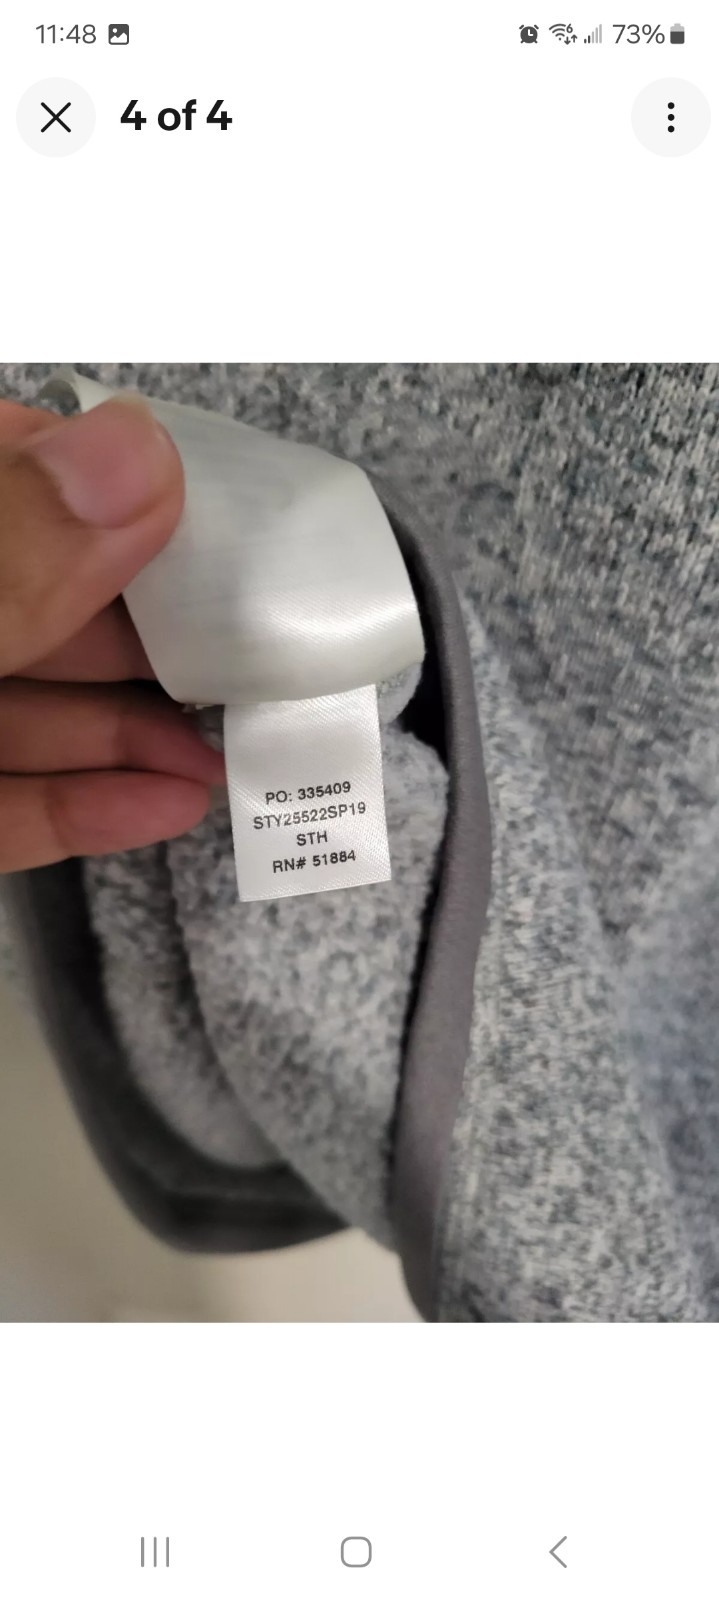 11:48
73%
4 of 4
PO: 335409
STY25522SP19
STH
RN# 51884